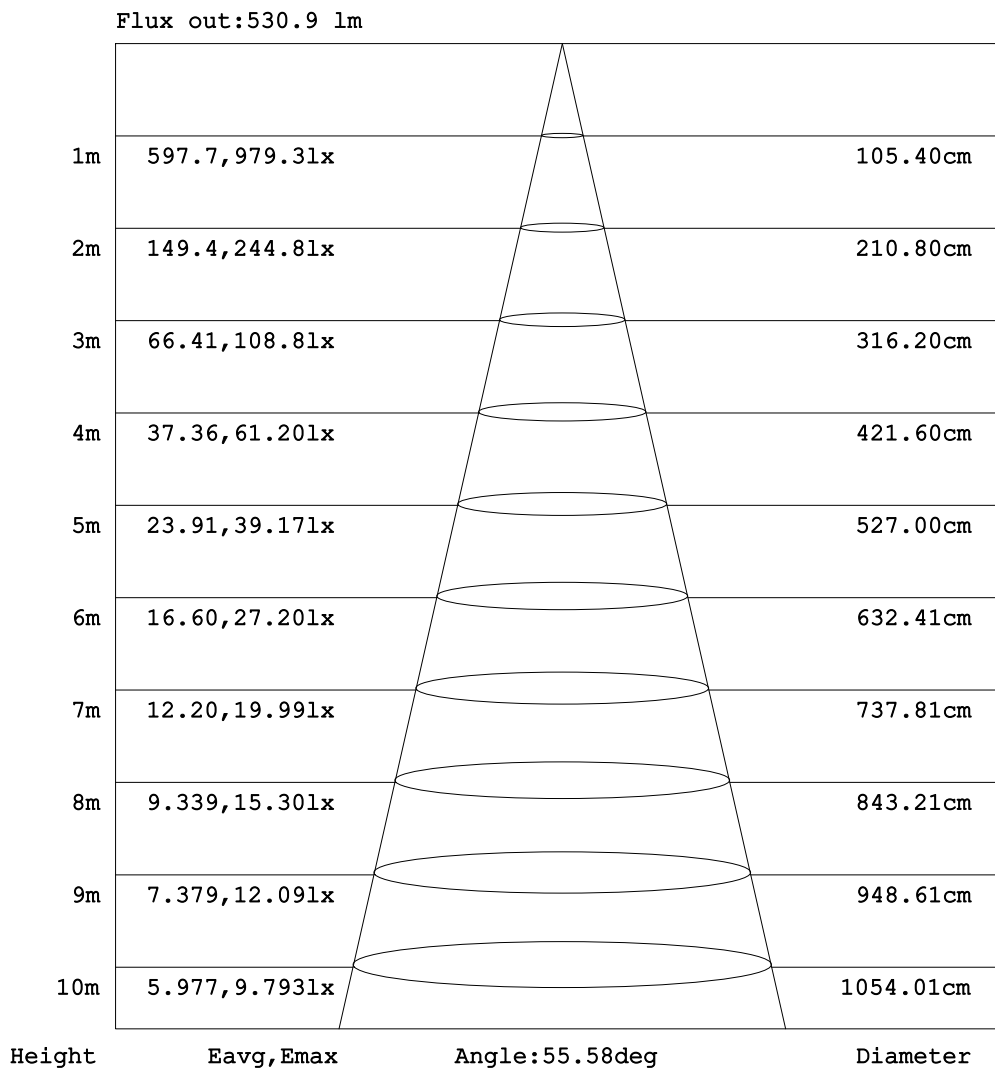 Flux out:530.9 lm
1m 597.7,979.3lx 105.40cm
2m 149.4,244.8lx 210.80cm
3m 66.41,108.8lx 316.20cm
4m 37.36,61.20lx 421.60cm
5m 23.91,39.17lx 527.00cm
6m 16.60,27.20lx 632.41cm
7m 12.20,19.99lx 737.81cm
8m 9.339,15.30lx 843.21cm
9m 7.379,12.09lx 948.61cm
10m 5.977,9.793lx 1054.01cm
Height Eavg,Emax Angle:55.58deg Diameter